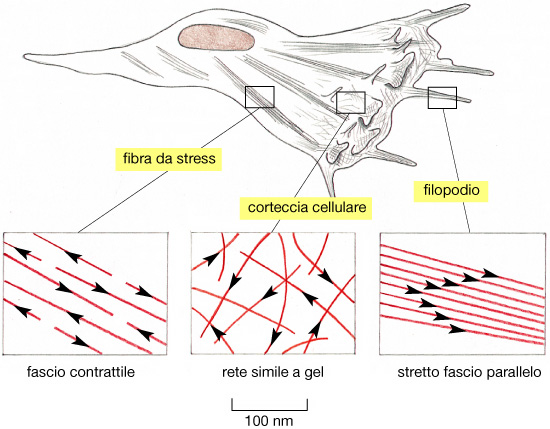 fibra da stress
corteccia cellulare
filopodio
fascio contrattile
rete simile a gel
stretto fascio parallelo
100 nm